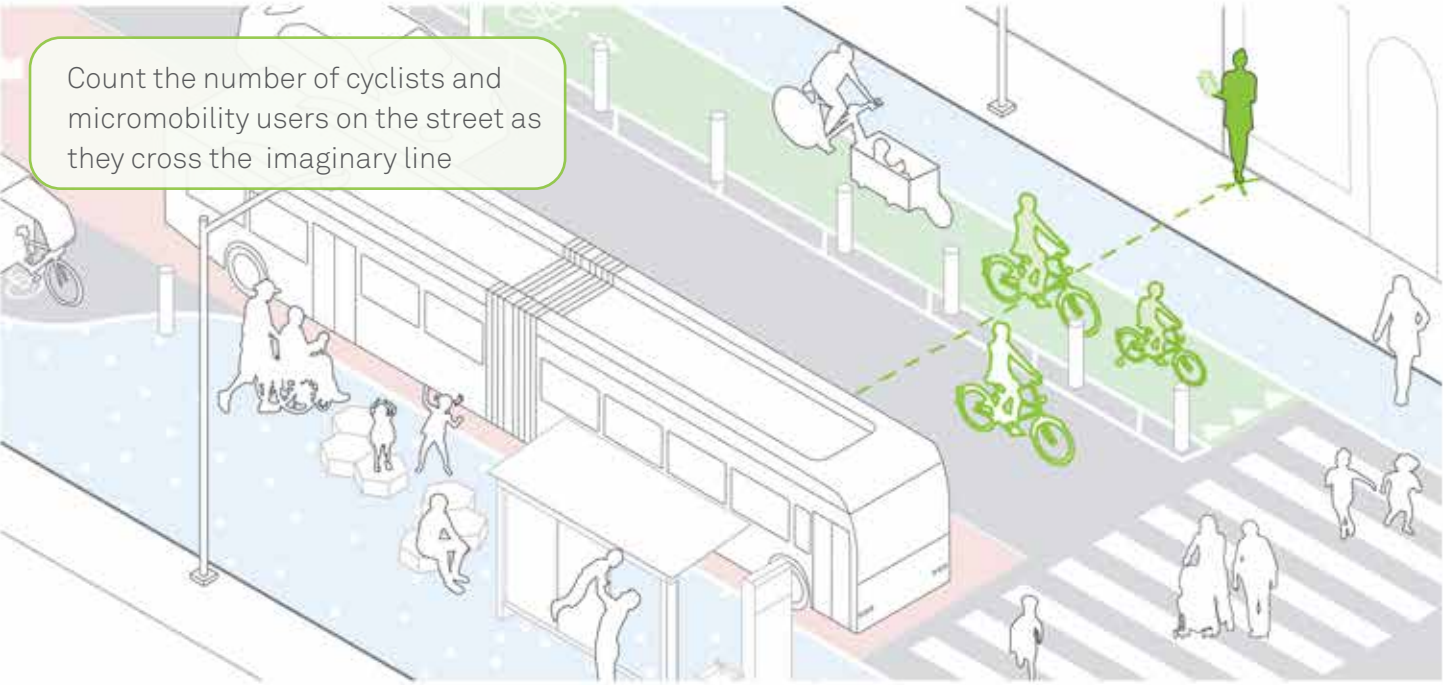 Count the number of cyclists and
micromobility users on the street as
they cross the imaginary line